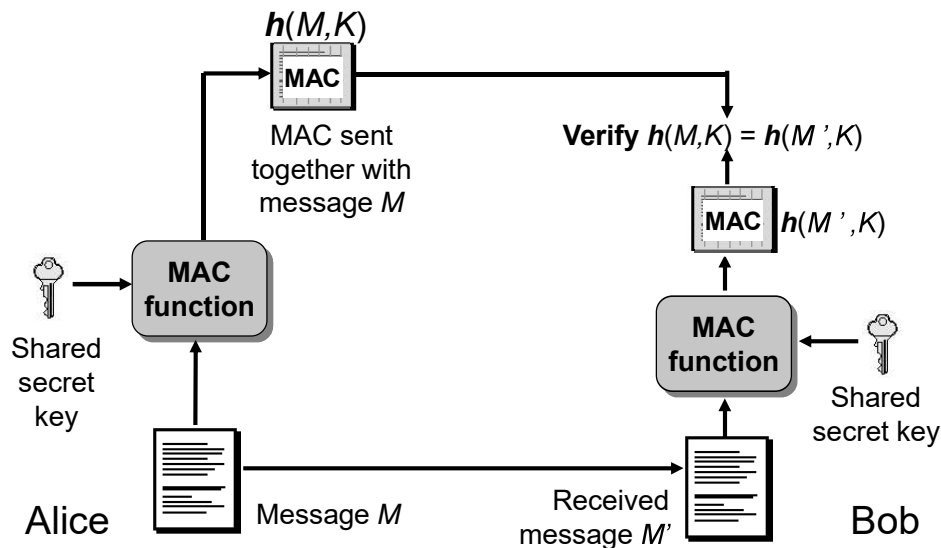 h(M,K)
MAC
MAC sent
together with
message M
Verify h(M,K) = h(M ’,K)
MAC
h(M ’,K)
MAC
function
Shared
secret
key
MAC
function
Shared
secret key
Alice
Message M
Received
message M’
Bob